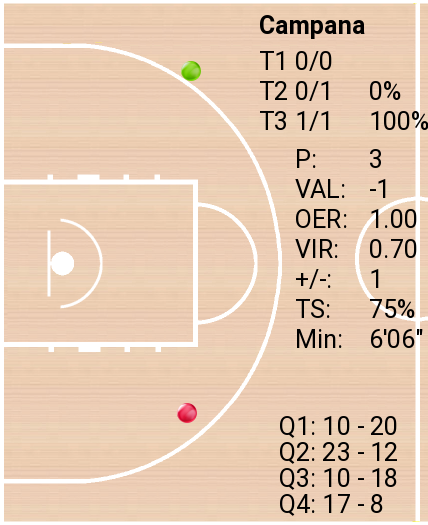 Campana
T1 0/0
T2 0/1 0%
T3 1/1 100%
P: 3
VAL: -1
OER: 1.00
VIR: 0.70
+/-: 1
TS: 75%
Min: 6'06"
Q1: 10 - 20
Q2: 23 - 12
Q3: 10 - 18
Q4: 17 - 8